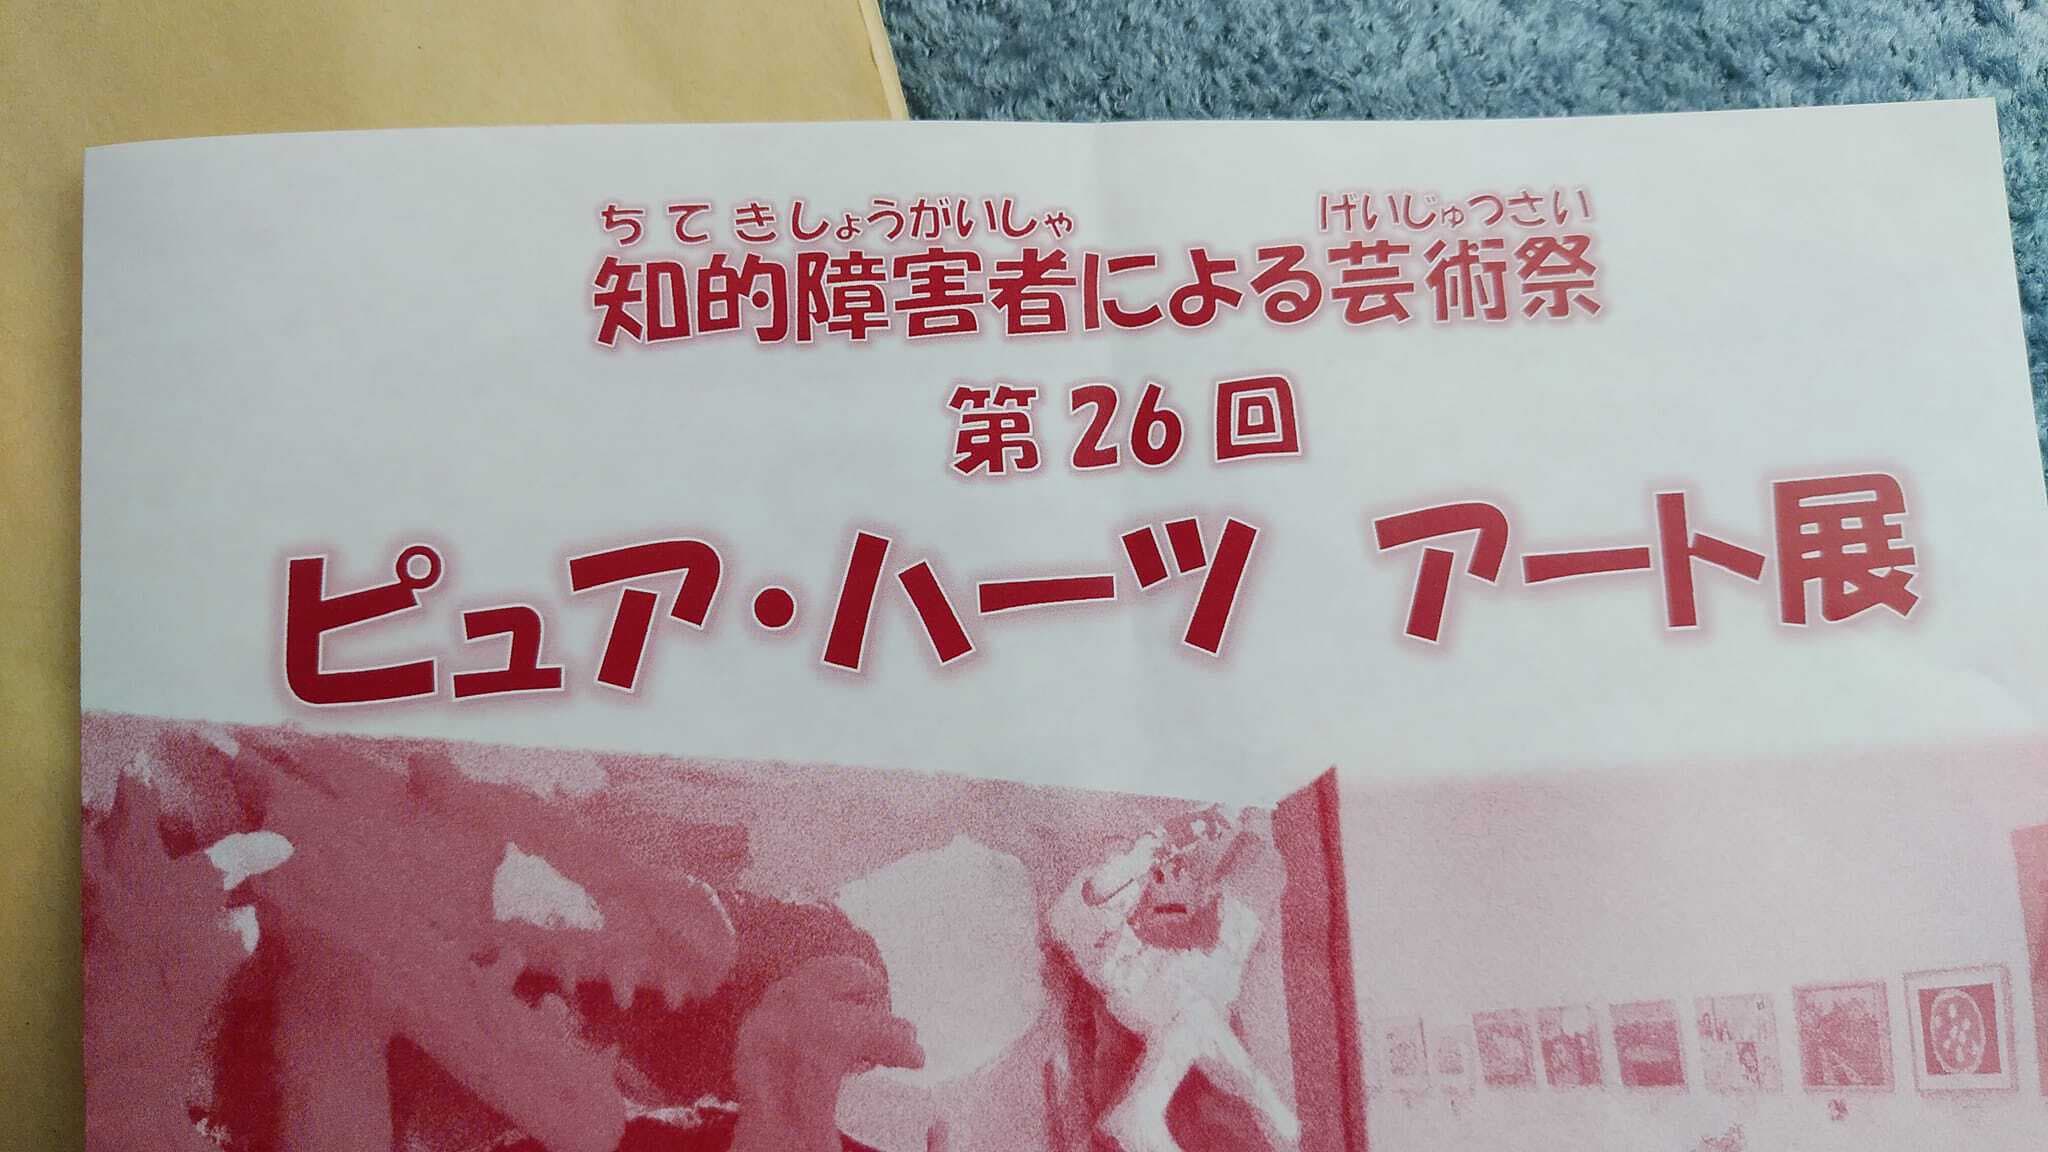 ちてきしょうがいしゃ げいじゅつさい
知的障害者による芸術祭
第26回
ピュア・ハーツ アート展